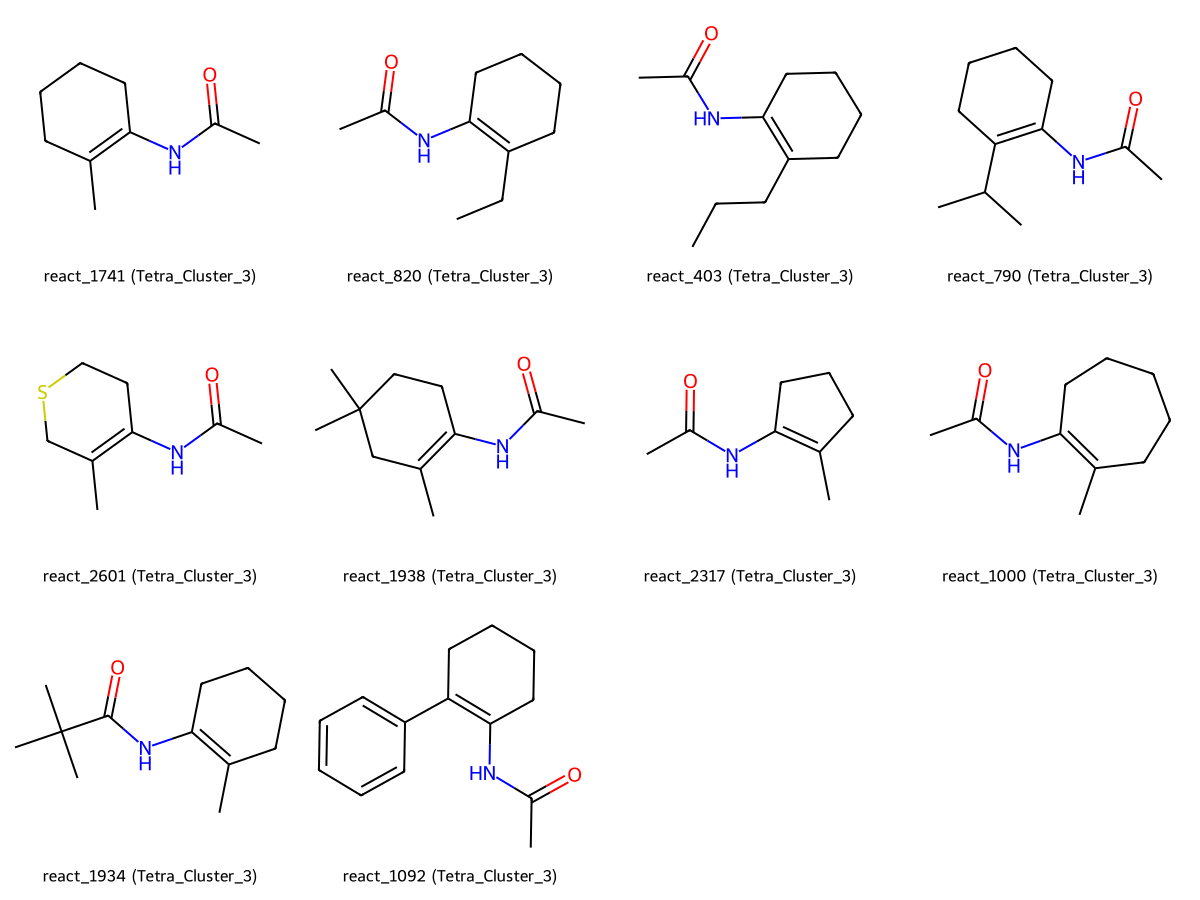 O O O O
NH NH HN NH
react_1741 (Tetra_Cluster_3) react_820 (Tetra_Cluster_3) react_403 (Tetra_Cluster_3) react_790 (Tetra_Cluster_3)
S O O O O
NH NH NH NH
react_2601 (Tetra_Cluster_3) react_1938 (Tetra_Cluster_3) react_2317 (Tetra_Cluster_3) react_1000 (Tetra_Cluster_3)
O
NH HN O
react_1934 (Tetra_Cluster_3) react_1092 (Tetra_Cluster_3)